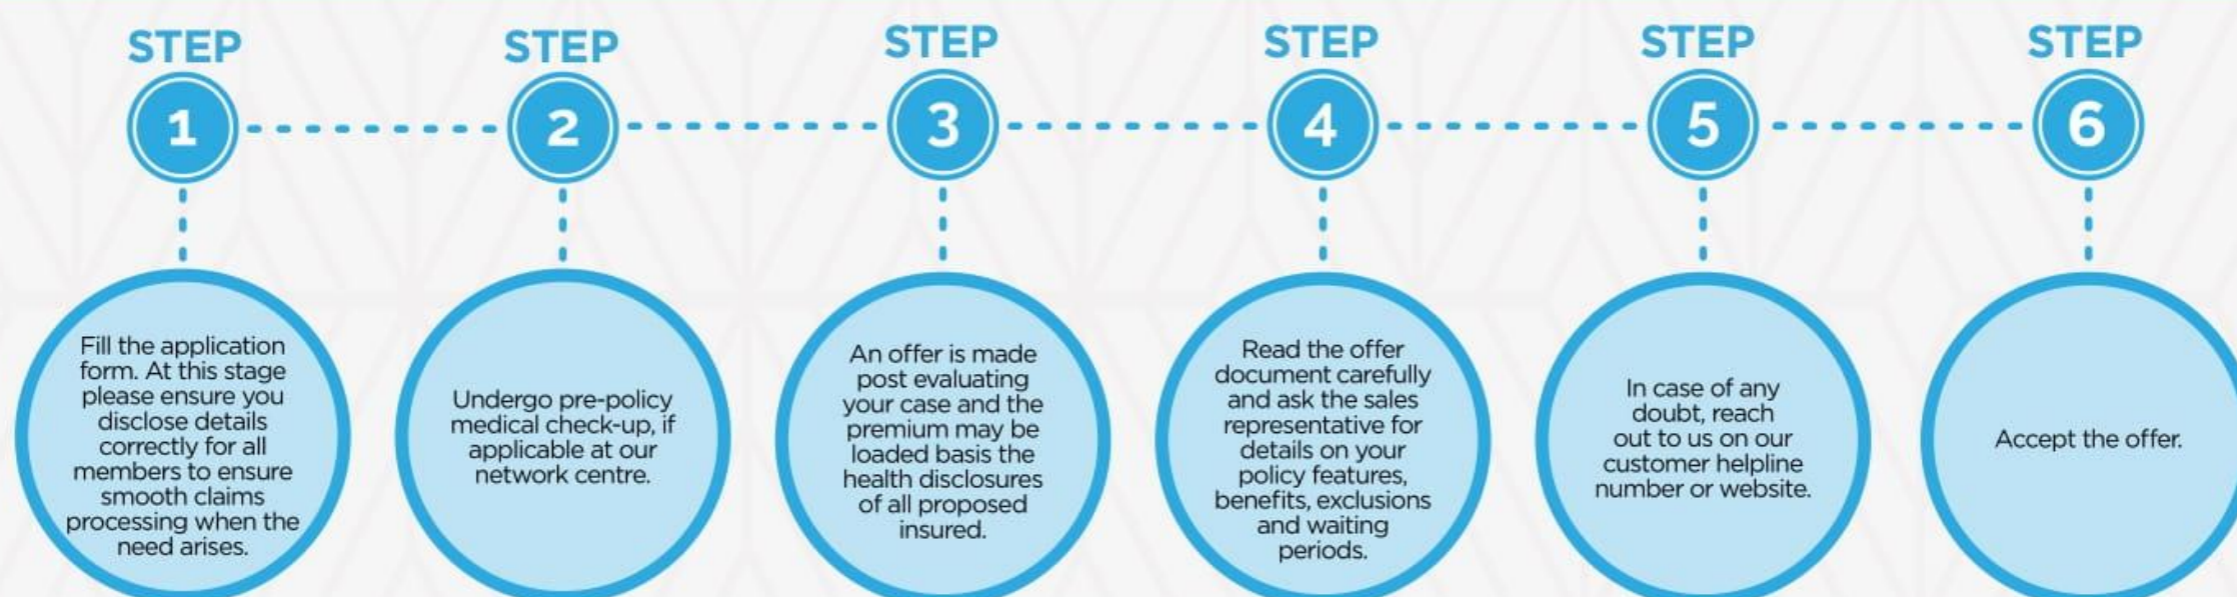 STEP
1
Fill the application
form. At this stage
please ensure you
disclose details
correctly for all
members to ensure
smooth claims
processing when the
need arises.
STEP
2
Undergo pre-policy
medical check-up, if
applicable at our
network centre.
STEP
3
An offer is made
post evaluating
your case and the
premium may be
loaded basis the
health disclosures
of all proposed
insured.
STEP
4
Read the offer
document carefully
and ask the sales
representative for
details on your
policy features,
benefits, exclusions
and waiting
periods.
STEP
5
In case of any
doubt, reach
out to us on our
customer helpline
number or website.
STEP
6
Accept the offer.